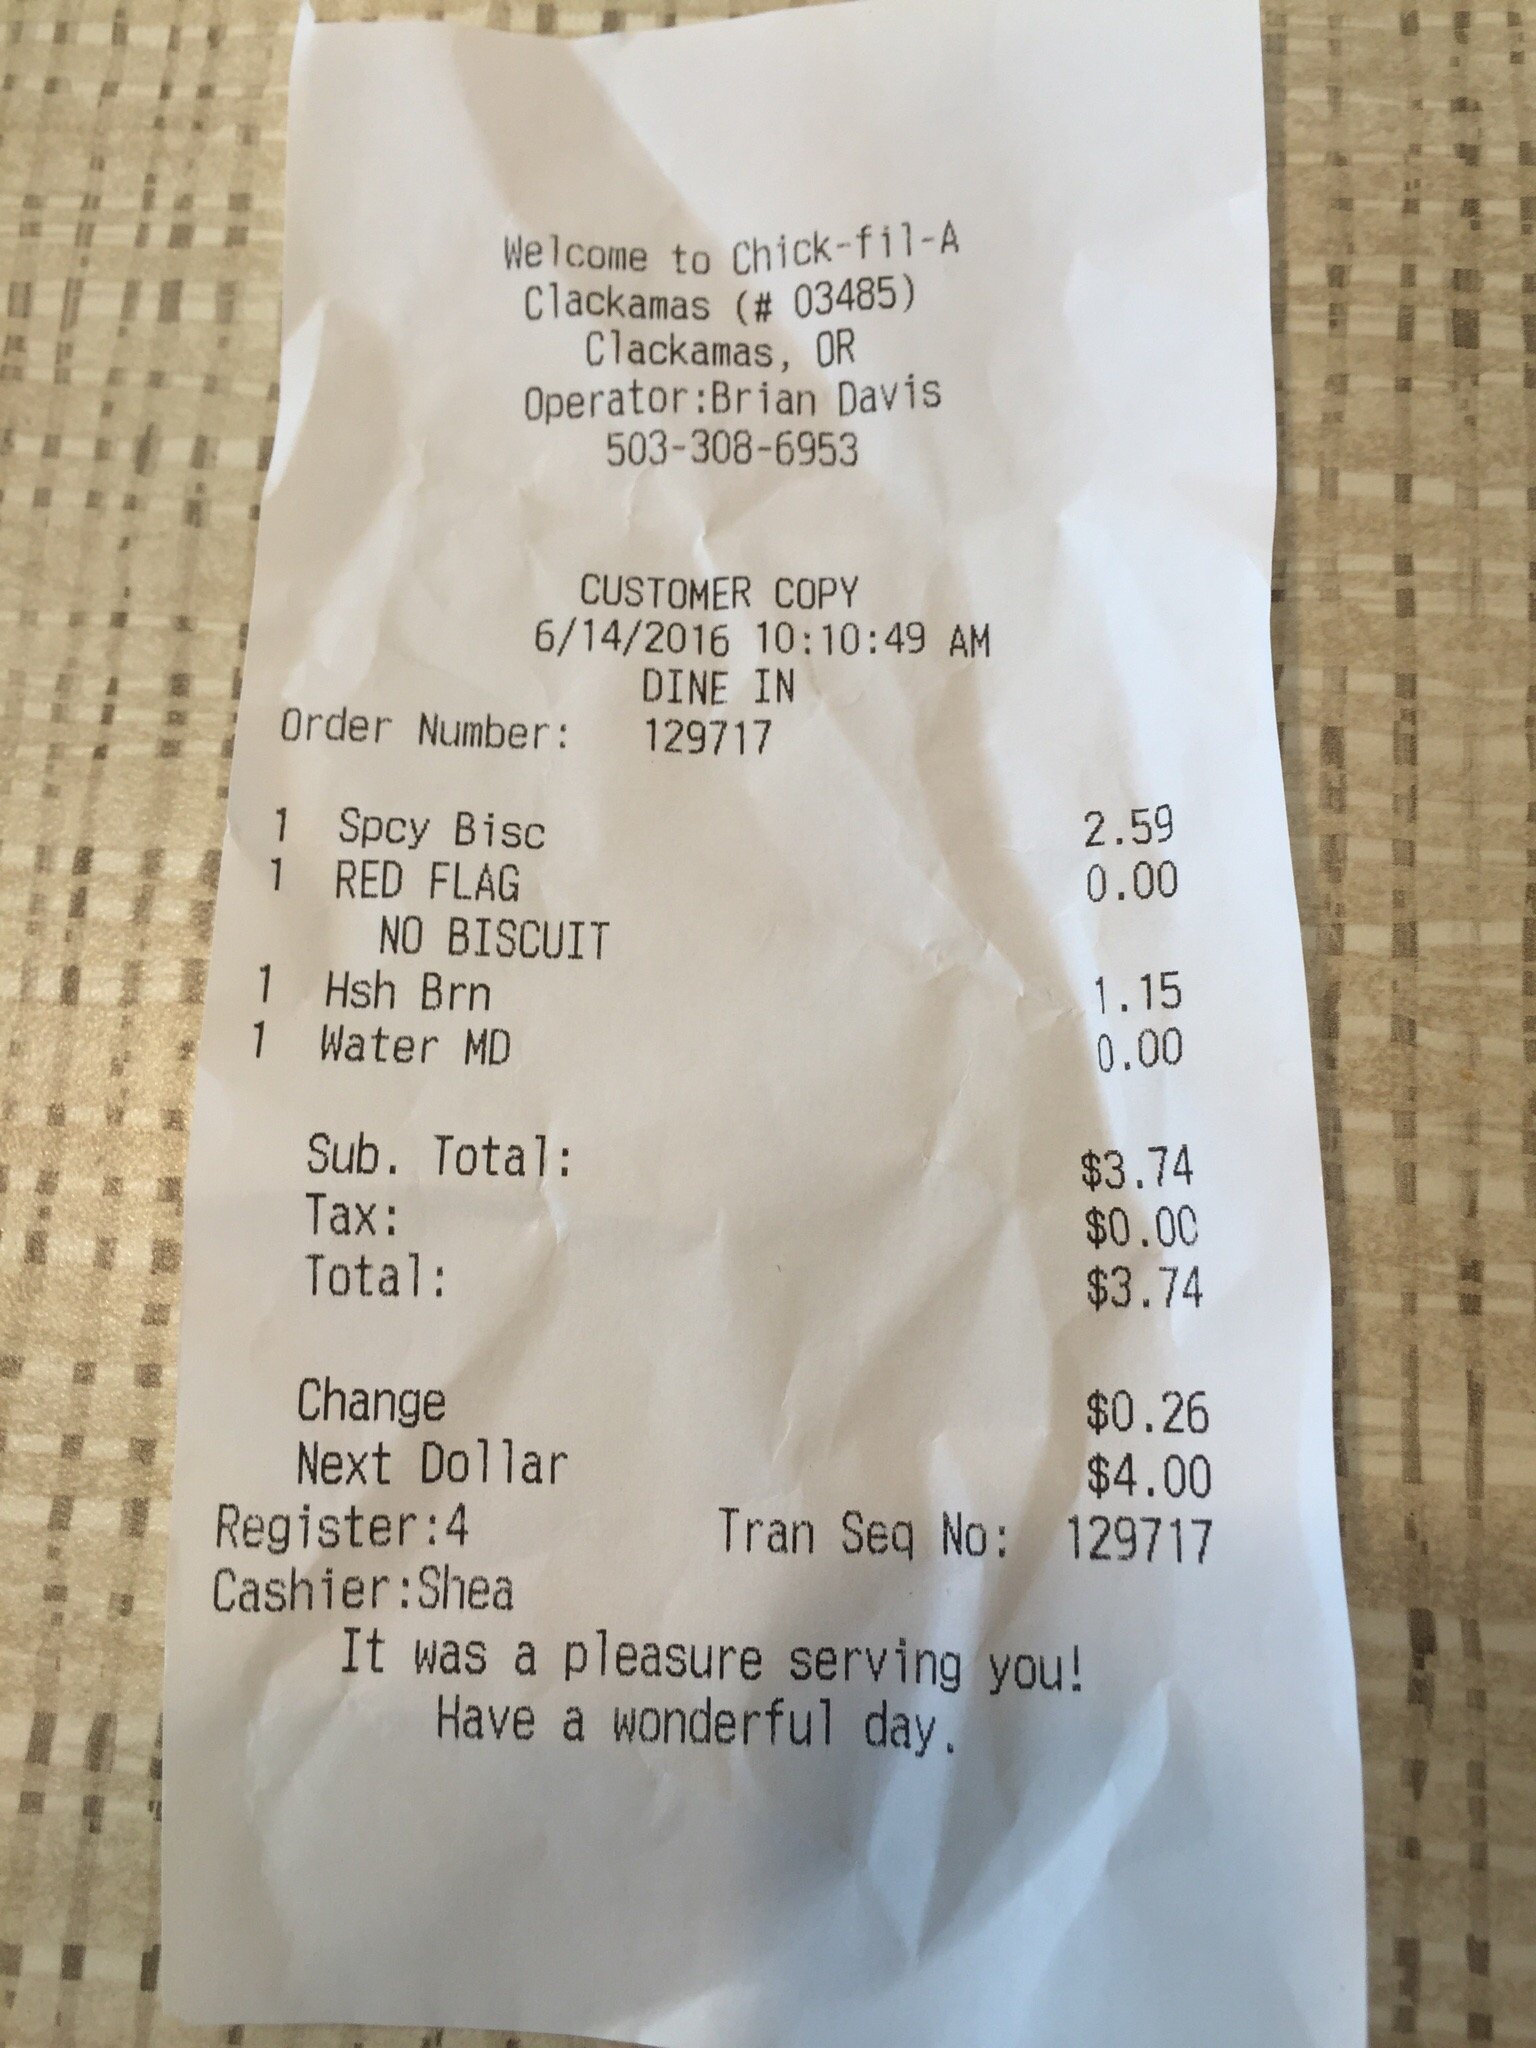 Welcome to Chick-fil-A
Clackamas (# 03485)
Clackamas, OR
Operator:Brian Davis
503-308-6953
CUSTOMER COPY
6/14/2016 10:10:49 AM
DINE IN
Order Number: 129717
1 Spcy Bisc 2.59
1 RED FLAG 0.00
NO BISCUIT
1 Hsh Brn 1.15
1 Water MD 0.00
Sub. Total: $3.74
Tax: $0.00
Total: $3.74
Change $0.26
Next Dollar $4.00
Register:4 Tran Seq No: 129717
Cashier:Shea
It was a pleasure serving you!
Have a wonderful day.